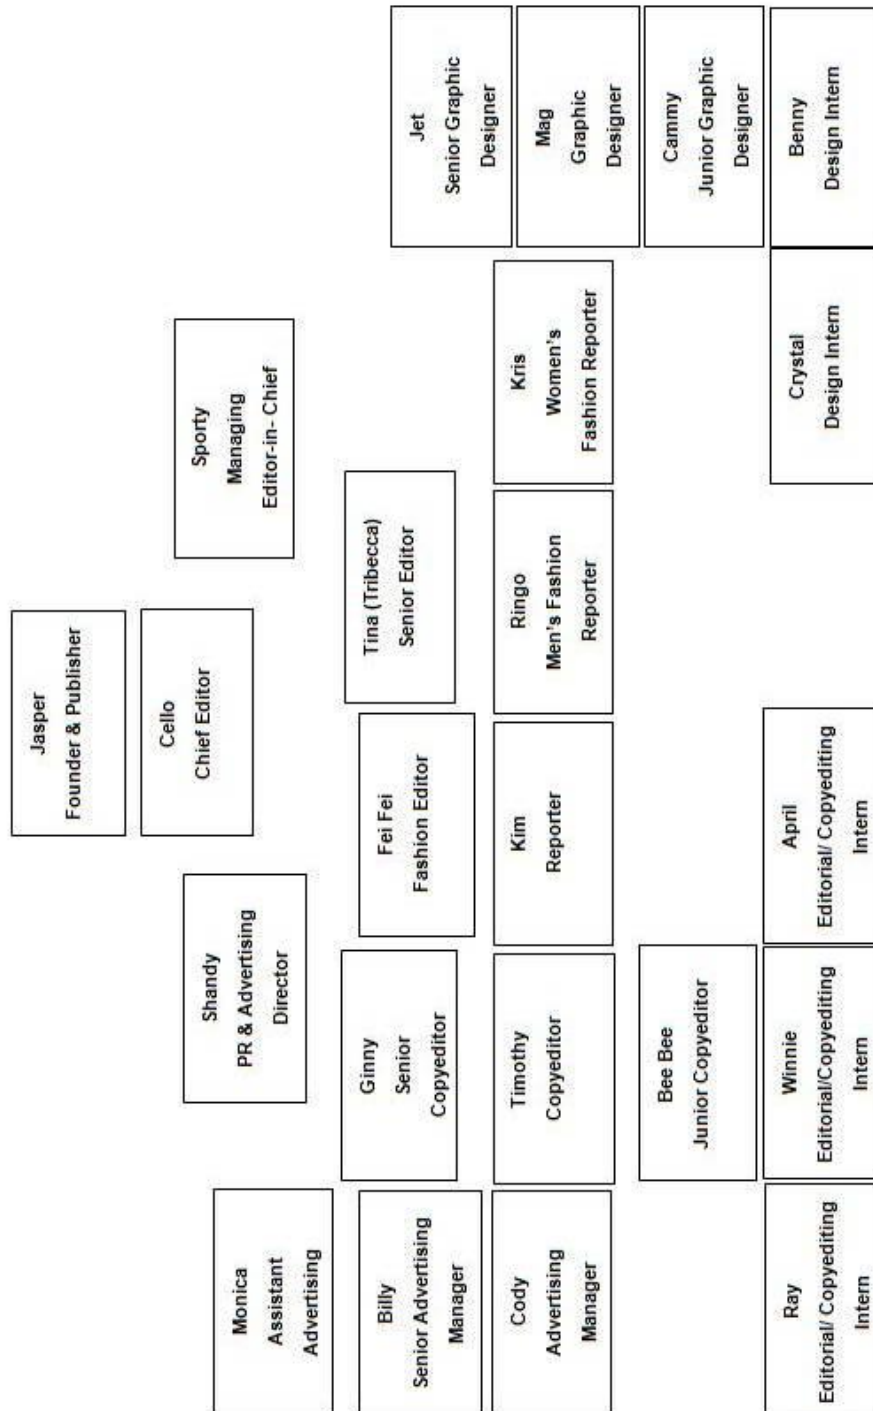 Jasper
Founder & Publisher
Cello
Chief Editor
Shandy
PR & Advertising
Director
Sporty
Managing
Editor-in- Chief
Monica
Assistant
Advertising
Billy
Senior Advertising
Manager
Ginny
Senior
Copyeditor
Fei Fei
Fashion Editor
Tina (Tribecca)
Senior Editor
Jet
Senior Graphic
Designer
Cody
Advertising
Manager
Timothy
Copyeditor
Kim
Reporter
Ringo
Men's Fashion
Reporter
Kris
Women's
Fashion Reporter
Mag
Graphic
Designer
Bee Bee
Junior Copyeditor
Cammy
Junior Graphic
Designer
Ray
Editorial/ Copyediting
Intern
Winnie
Editorial/Copyediting
Intern
April
Editorial/ Copyediting
Intern
Crystal
Design Intern
Benny
Design Intern